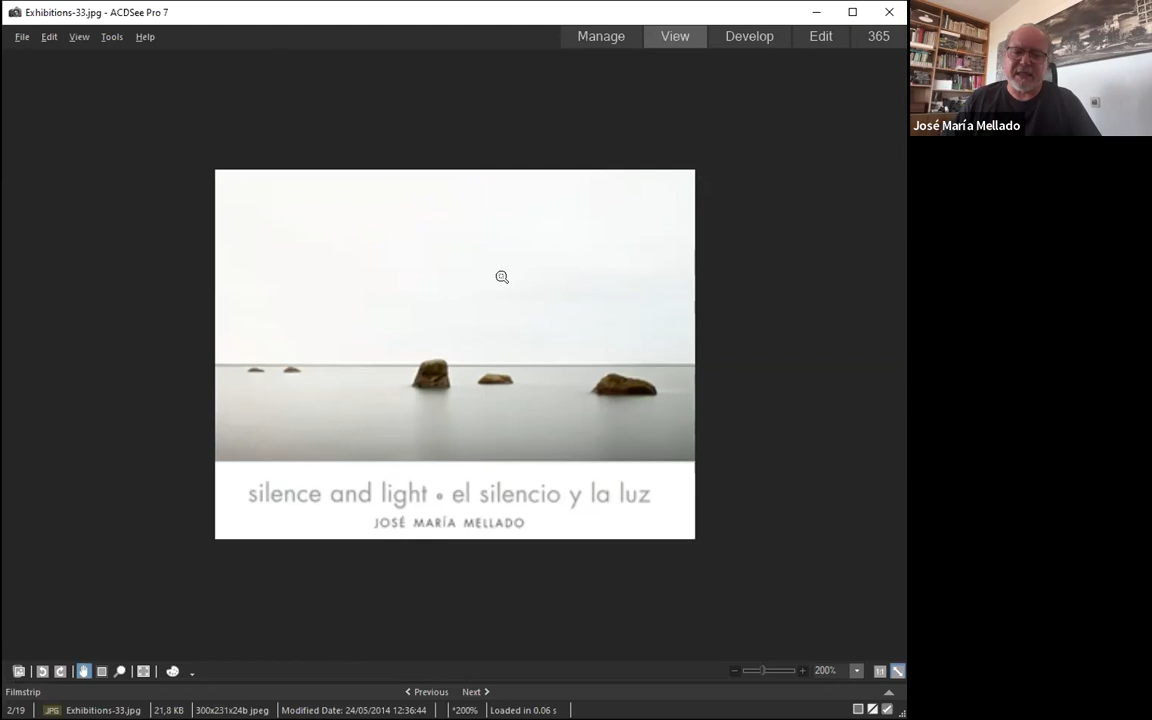 Exhibitions-33.jpg - ACDSee Pro 7
File Edit View Tools Help
Manage View Develop Edit 365
José María Mellado
silence and light • el silencio y la luz
JOSÉ MARÍA MELLADO
200%
1:1
Filmstrip
Previous Next
2/19 JPG Exhibitions-33.jpg 21,8 KB 300x231x24b jpeg Modified Date: 24/05/2014 12:36:44 *200% Loaded in 0.06 s